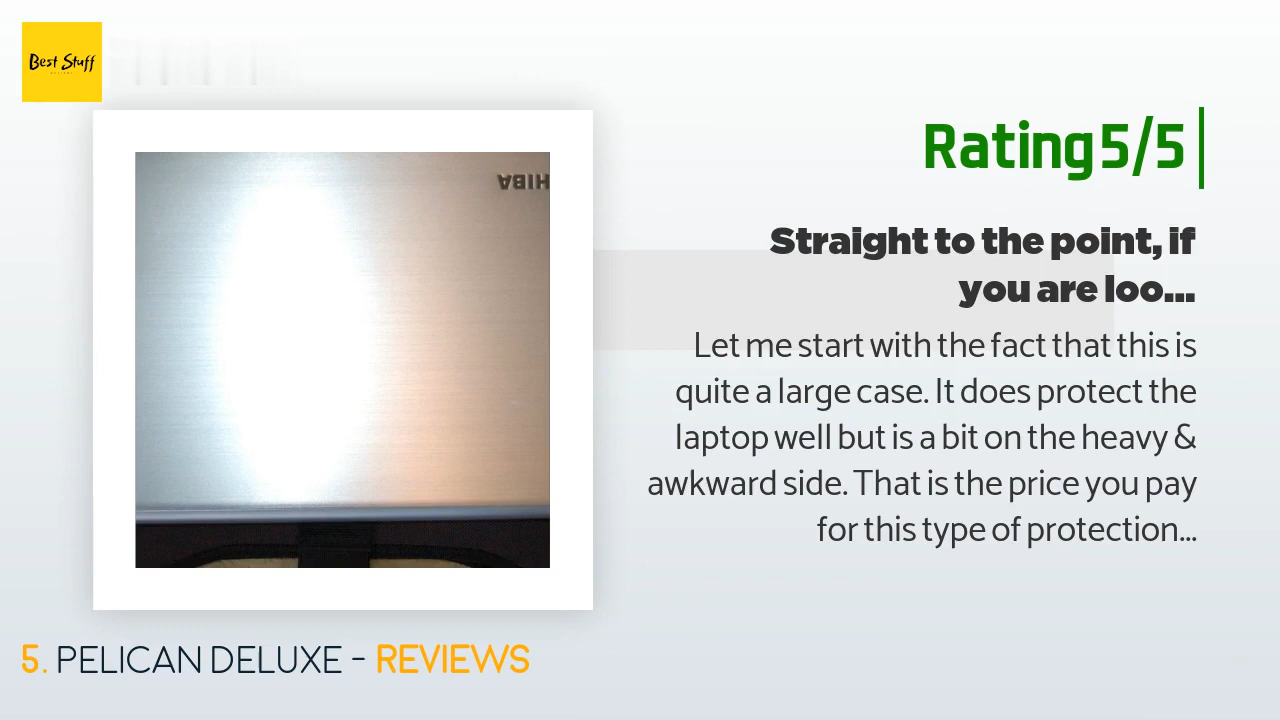 Best Stuff
HIBA
Rating 5/5
Straight to the point, if
you are loo...
Let me start with the fact that this is
quite a large case. It does protect the
laptop well but is a bit on the heavy &
awkward side. That is the price you pay
for this type of protection...
5. PELICAN DELUXE - REVIEWS